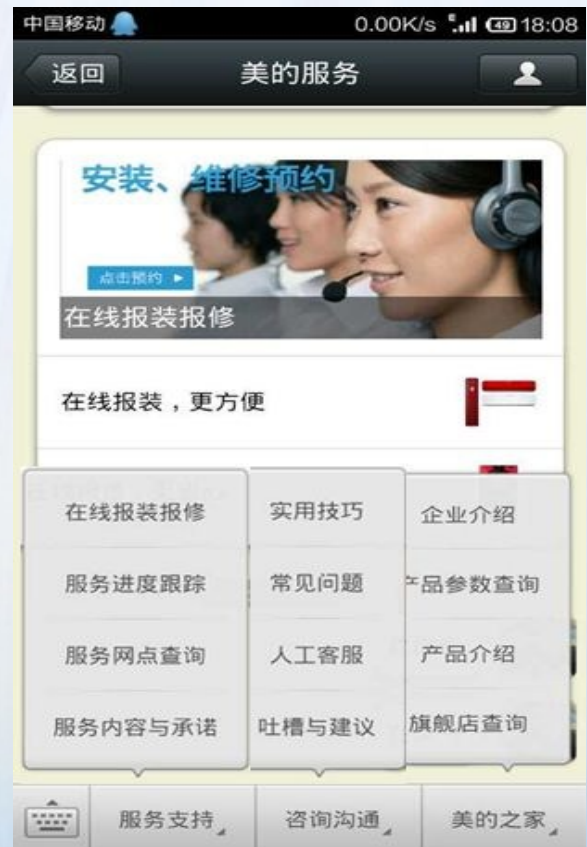 中国移动 0.00K/s 49 18:08
返回 美的服务
安装、维修预约
点击预约
在线报装报修
在线报装，更方便
在线报装报修 实用技巧 企业介绍
服务进度跟踪 常见问题 产品参数查询
服务网点查询 人工客服 产品介绍
服务内容与承诺 吐槽与建议 旗舰店查询
服务支持 咨询沟通 美的之家